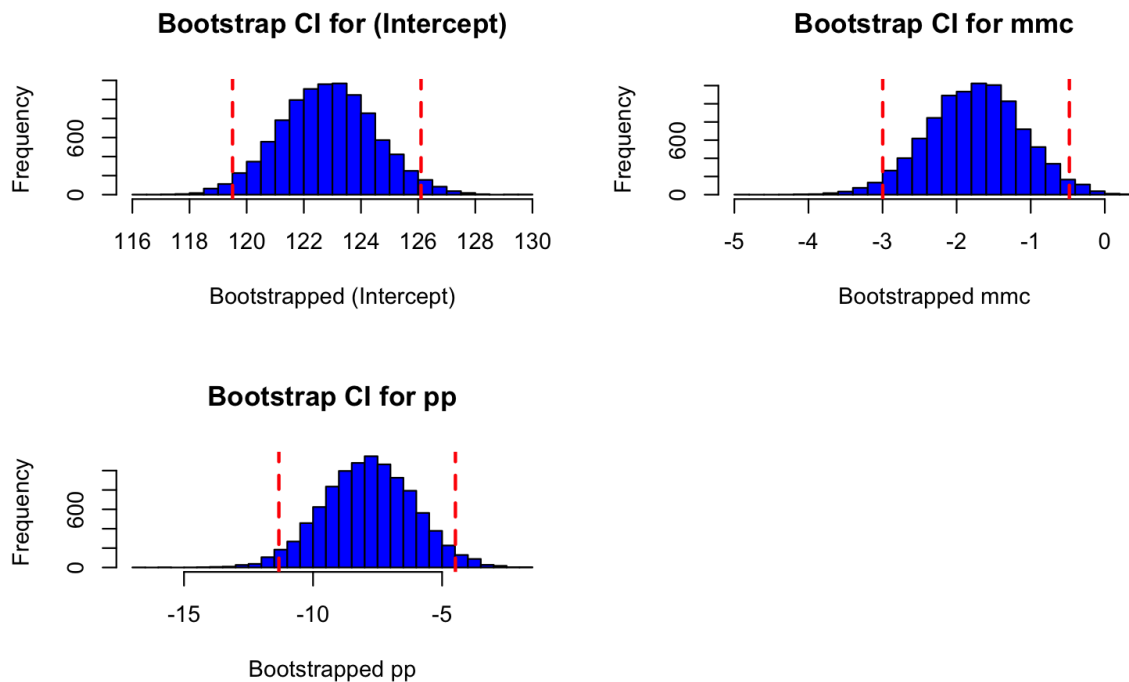 Bootstrap CI for (Intercept)
Frequency
0
600
116 118 120 122 124 126 128 130
Bootstrapped (Intercept)
Bootstrap CI for mmc
Frequency
0
600
-5 -4 -3 -2 -1 0
Bootstrapped mmc
Bootstrap CI for pp
Frequency
0
600
-15 -10 -5
Bootstrapped pp